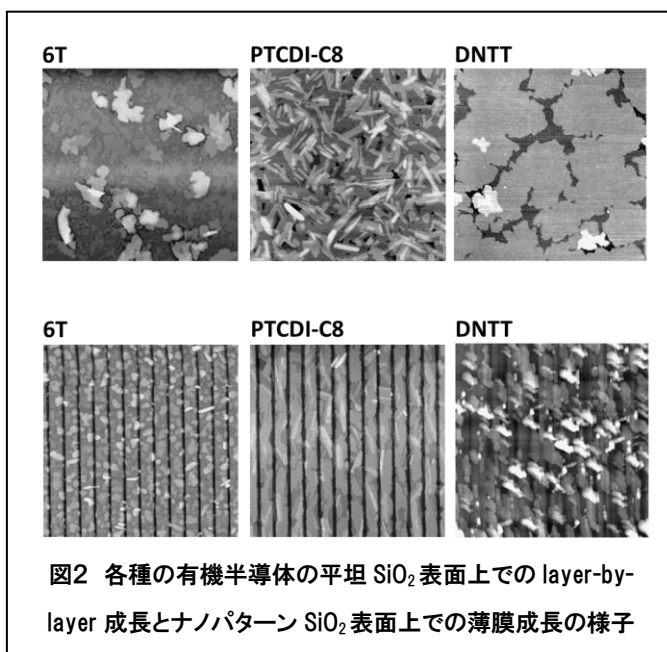 6T PTCDI-C8 DNTT
6T PTCDI-C8 DNTT
図2 各種の有機半導体の平坦 SiO₂ 表面上での layer-by-
layer 成長とナノパターン SiO₂ 表面上での薄膜成長の様子